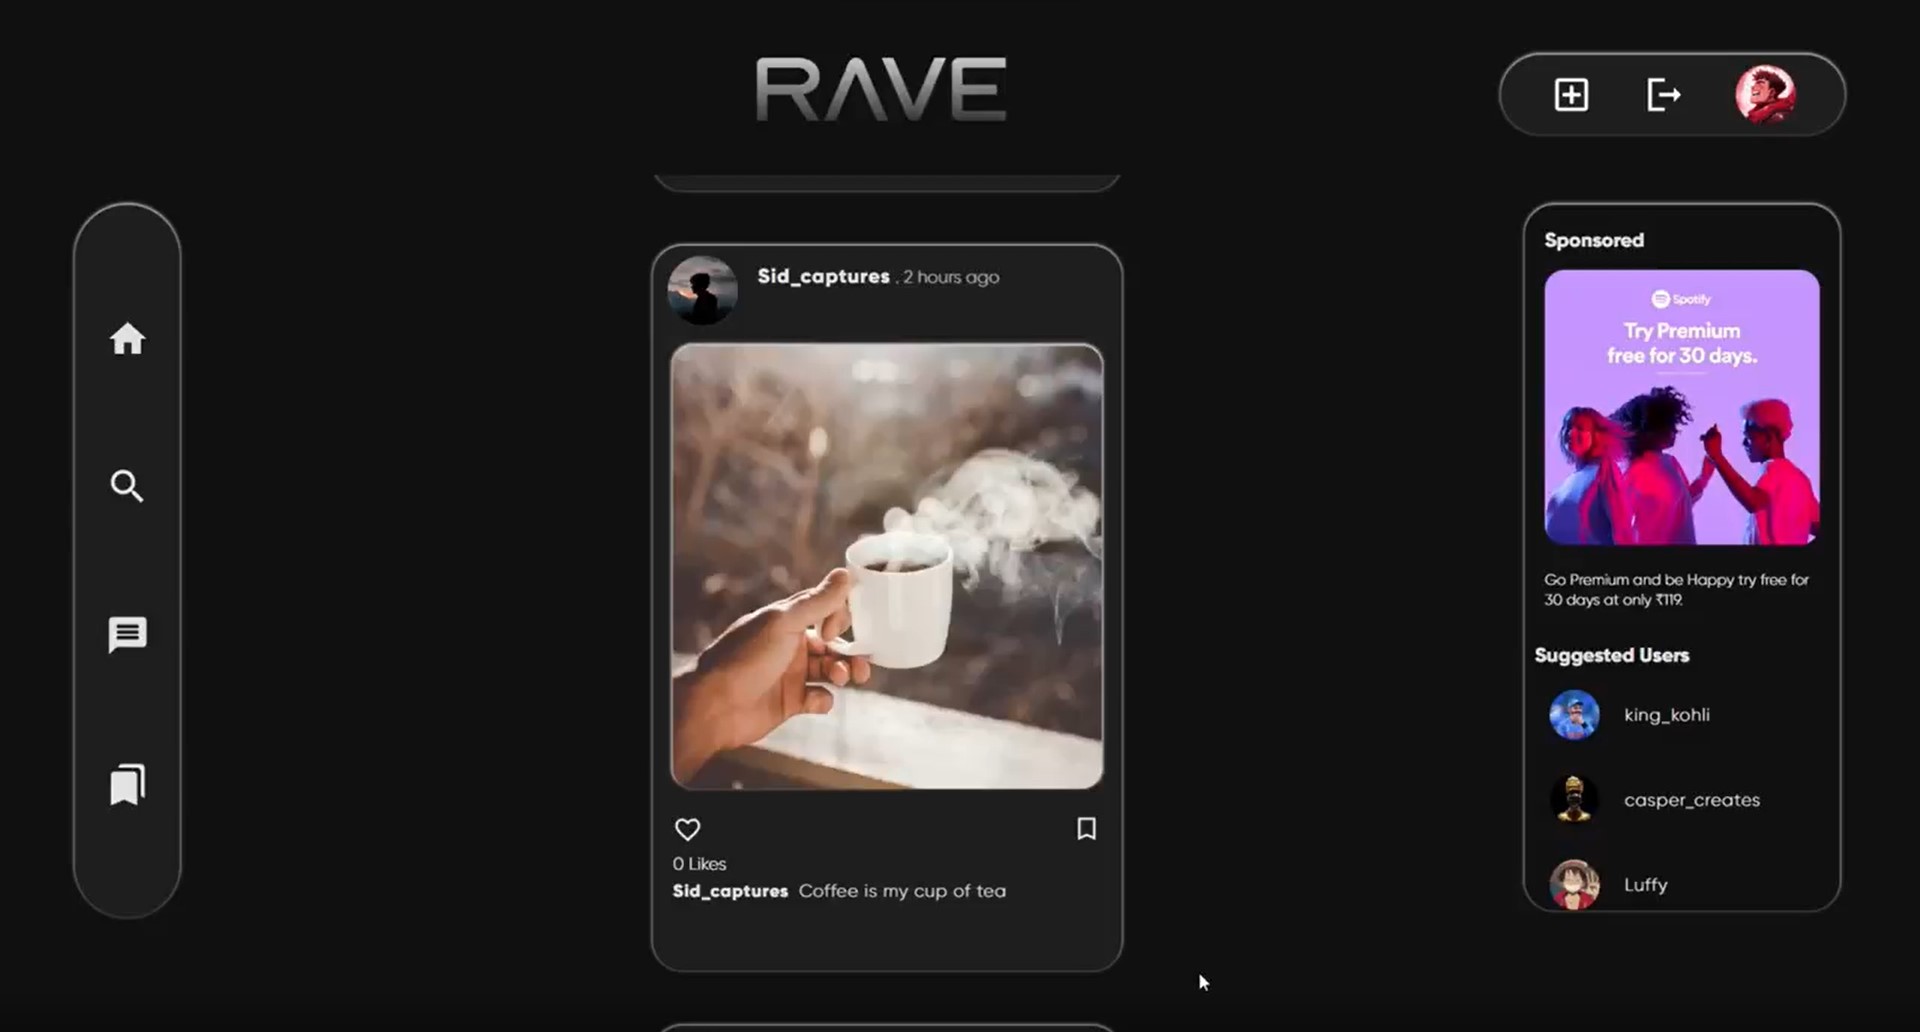 RAVE
Sid_captures . 2 hours ago
0 Likes
Sid_captures Coffee is my cup of tea
Sponsored
Spotify
Try Premium
free for 30 days.
Go Premium and be Happy try free for
30 days at only ₹119.
Suggested Users
king_kohli
casper_creates
Luffy